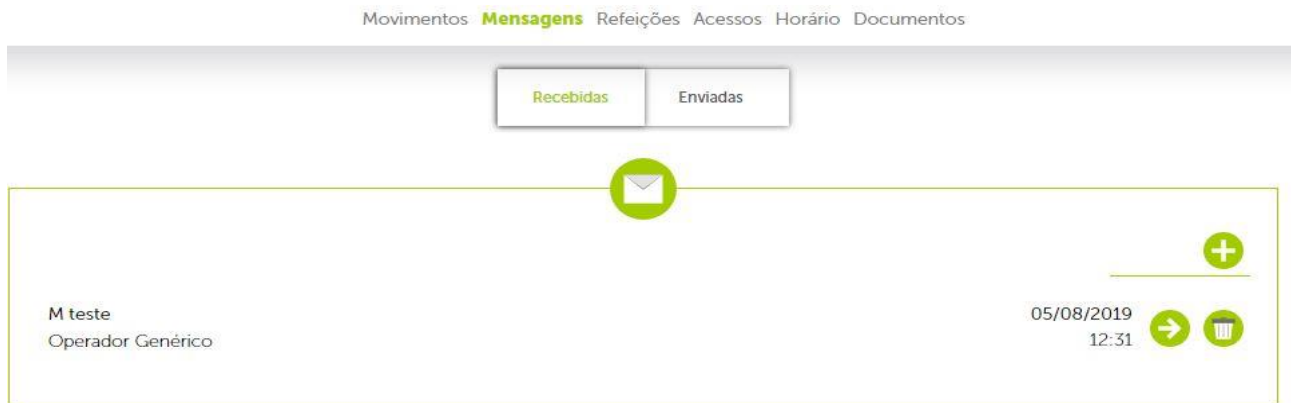 Movimentos Mensagens Refeições Acessos Horário Documentos
Recebidas Enviadas
M teste 05/08/2019
Operador Genérico 12:31